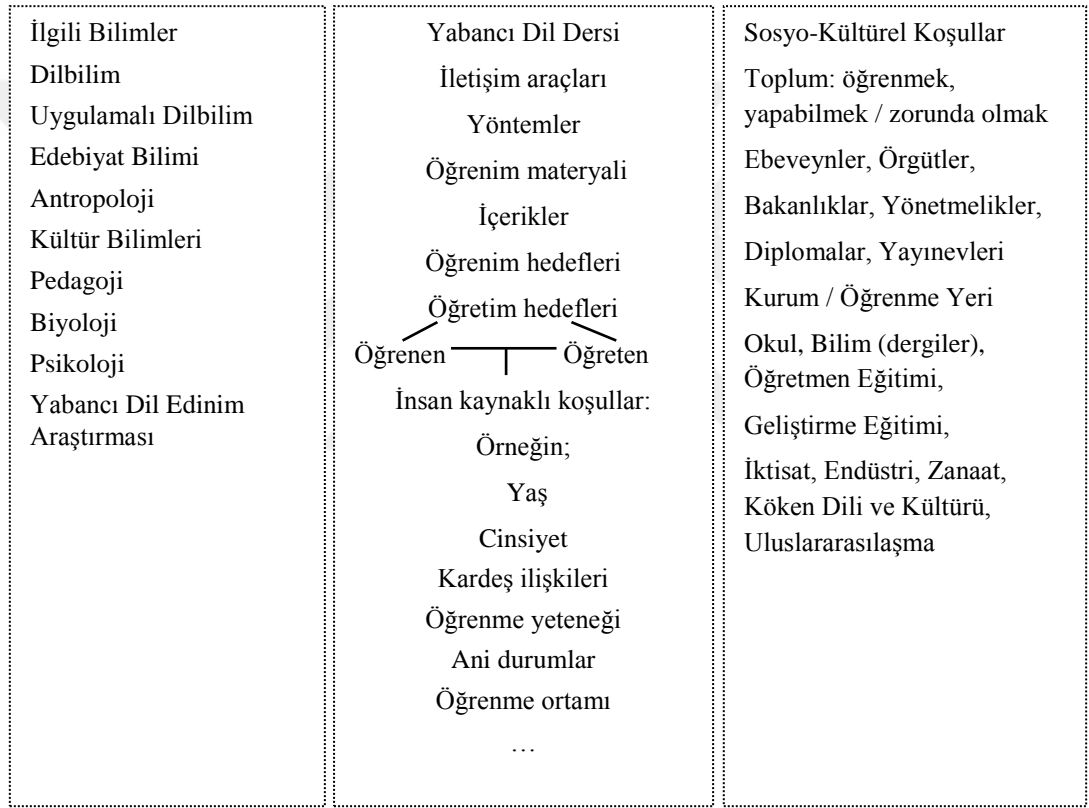 İlgili Bilimler
Dilbilim
Uygulamalı Dilbilim
Edebiyat Bilimi
Antropoloji
Kültür Bilimleri
Pedagoji
Biyoloji
Psikoloji
Yabancı Dil Edinim
Araştırması
Yabancı Dil Dersi
İletişim araçları
Yöntemler
Öğrenim materyali
İçerikler
Öğrenim hedefleri
Öğretim hedefleri
Öğrenen Öğreten
İnsan kaynaklı koşullar:
Örneğin;
Yaş
Cinsiyet
Kardeş ilişkileri
Öğrenme yeteneği
Ani durumlar
Öğrenme ortamı
…
Sosyo-Kültürel Koşullar
Toplum: öğrenmek,
yapabilmek / zorunda olmak
Ebeveynler, Örgütler,
Bakanlıklar, Yönetmelikler,
Diplomalar, Yayınevleri
Kurum / Öğrenme Yeri
Okul, Bilim (dergiler),
Öğretmen Eğitimi,
Geliştirme Eğitimi,
İktisat, Endüstri, Zanaat,
Köken Dili ve Kültürü,
Uluslararasılaşma